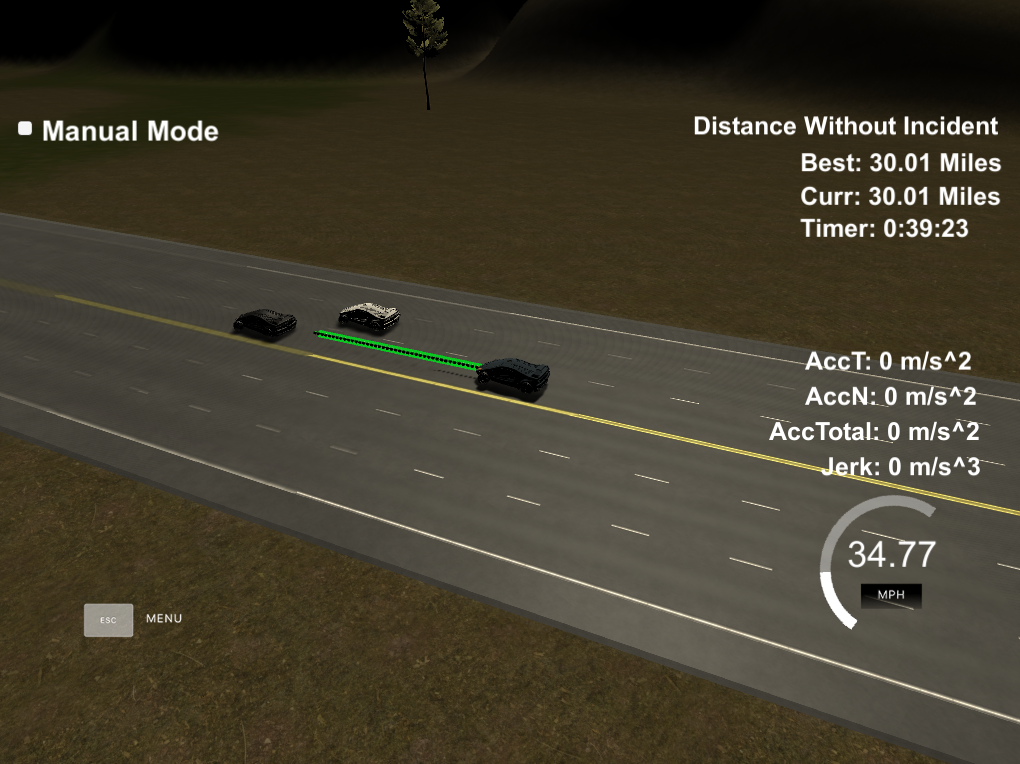 Manual Mode
Distance Without Incident
Best: 30.01 Miles
Curr: 30.01 Miles
Timer: 0:39:23
AccT: 0 m/s^2
AccN: 0 m/s^2
AccTotal: 0 m/s^2
Jerk: 0 m/s^3
34.77
MPH
ESC MENU